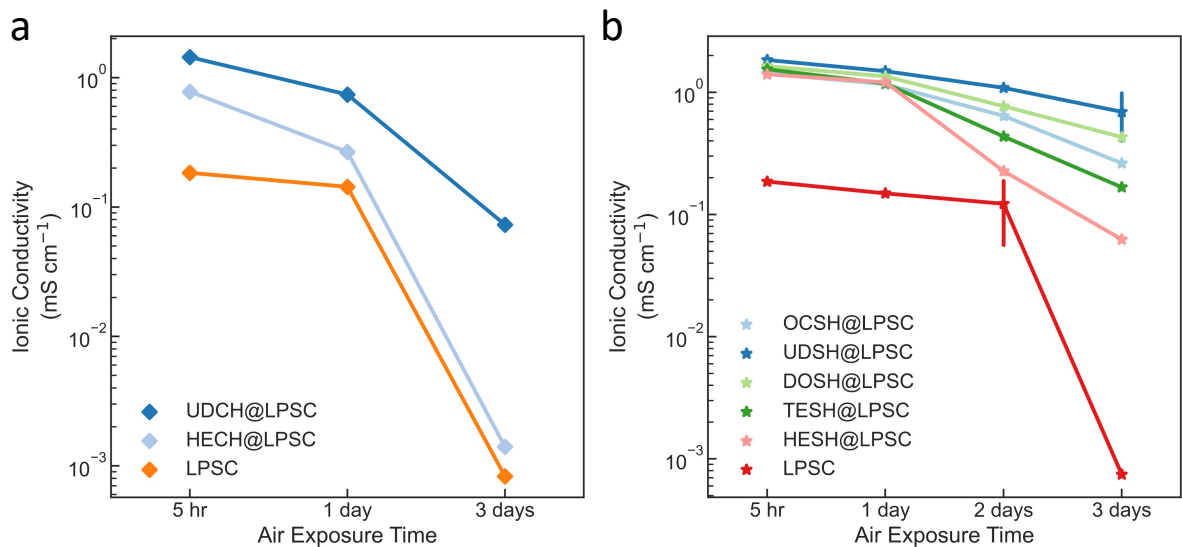 a
10⁰
10⁻¹
10⁻²
10⁻³
Ionic Conductivity
(mS cm⁻¹)
UDCH@LPSC
HECH@LPSC
LPSC
5 hr
1 day
3 days
Air Exposure Time
b
10⁰
10⁻¹
10⁻²
10⁻³
Ionic Conductivity
(mS cm⁻¹)
OCSH@LPSC
UDSH@LPSC
DOSH@LPSC
TESH@LPSC
HESH@LPSC
LPSC
5 hr
1 day
2 days
3 days
Air Exposure Time